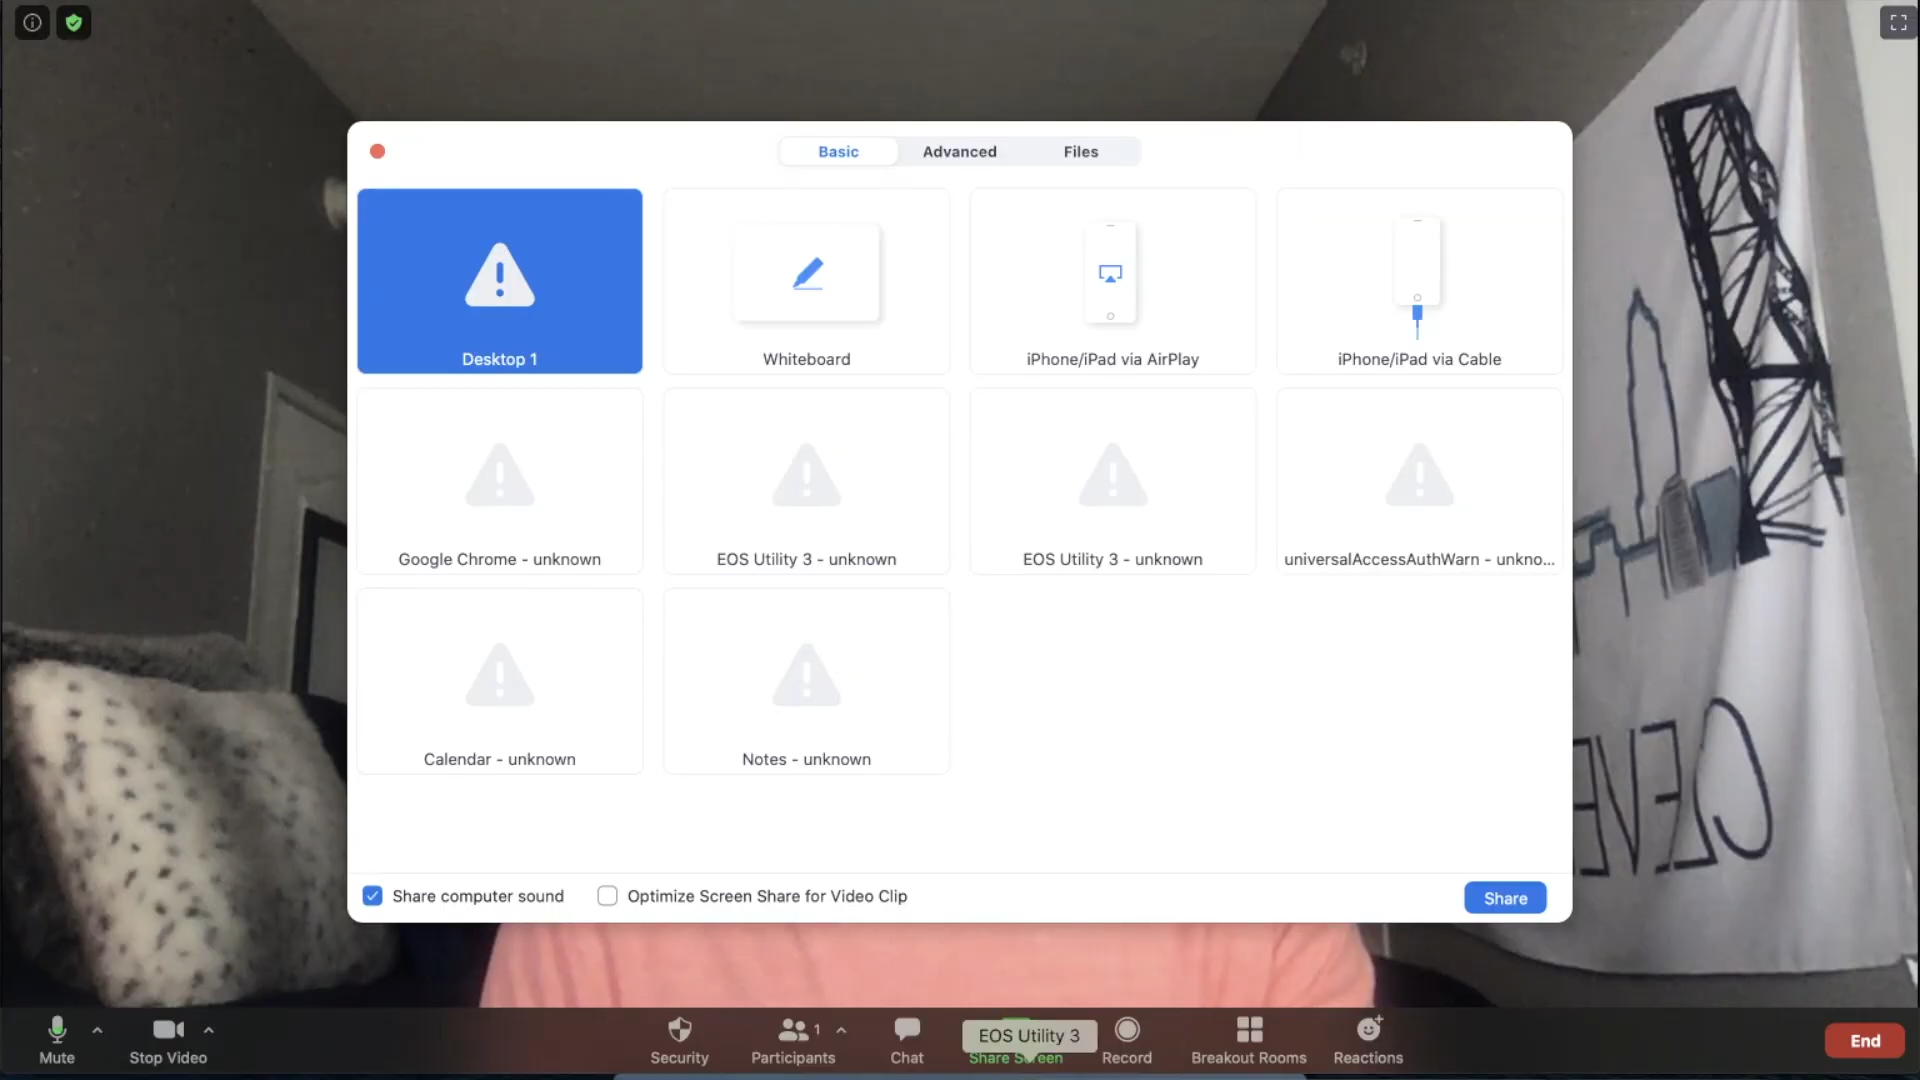 Basic
Advanced
Files
Desktop 1
Whiteboard
iPhone/iPad via AirPlay
iPhone/iPad via Cable
Google Chrome - unknown
EOS Utility 3 - unknown
EOS Utility 3 - unknown
universalAccessAuthWarn - unkno...
Calendar - unknown
Notes - unknown
Share computer sound
Optimize Screen Share for Video Clip
Share
Mute
Stop Video
Security
1
Participants
Chat
EOS Utility 3
Share Screen
Record
Breakout Rooms
Reactions
End